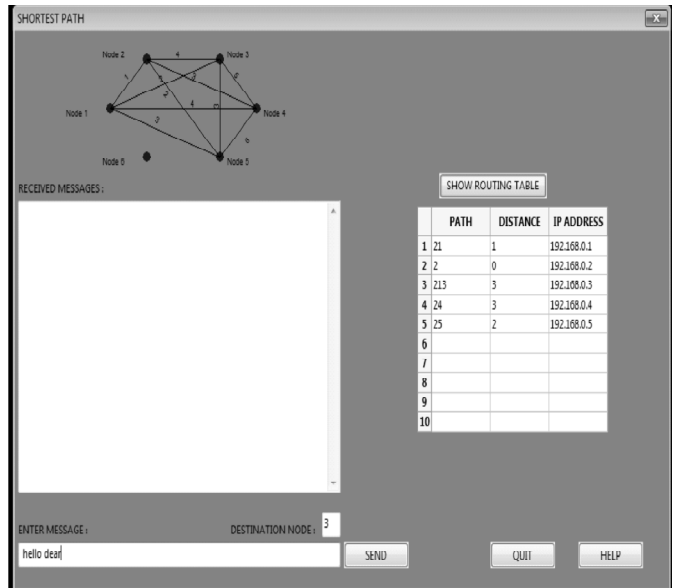 SHORTEST PATH
Node 2
4
Node 3
1
4
Node 1
Node 4
3
Node 6
Node 5
RECEIVED MESSAGES :
SHOW ROUTING TABLE
PATH DISTANCE IP ADDRESS
1 21 1 192.168.0.1
2 2 0 192.168.0.2
3 213 3 192.168.0.3
4 24 3 192.168.0.4
5 25 2 192.168.0.5
6
7
8
9
10
ENTER MESSAGE :
DESTINATION NODE : 3
hello dear
SEND
QUIT
HELP